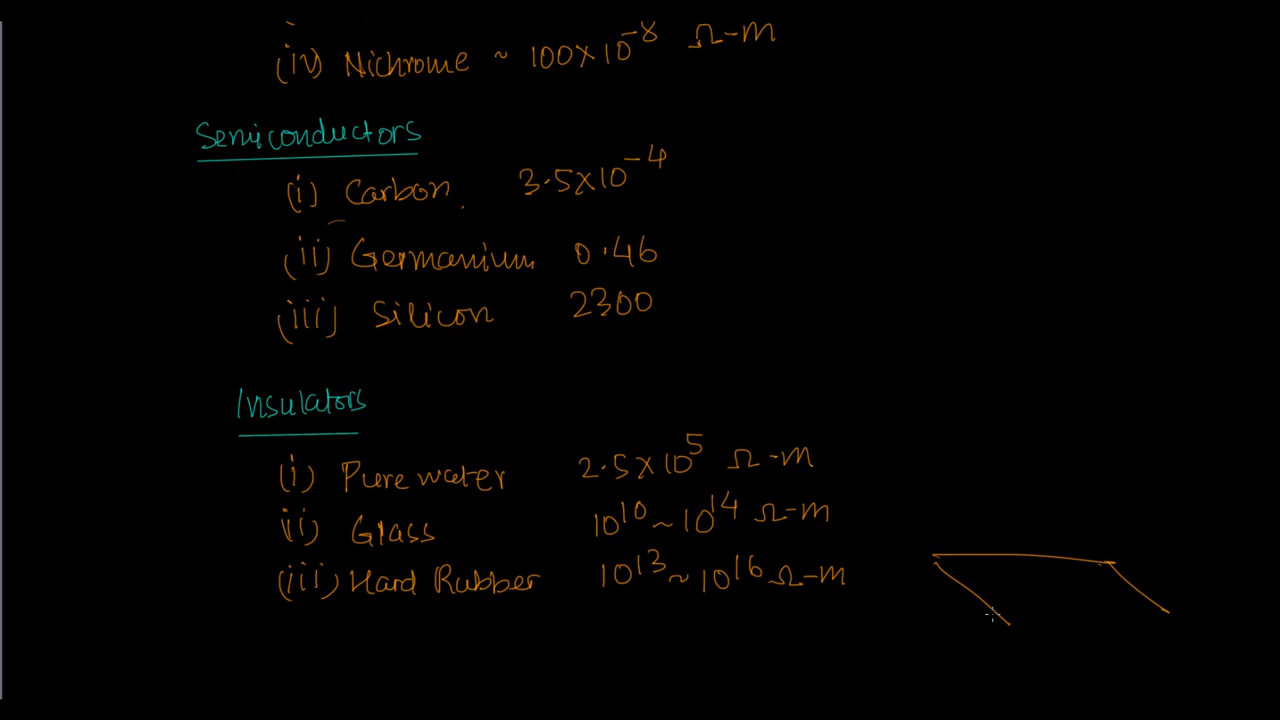 (iv) Nichrome ~ 100×10⁻⁸ Ω-m
Semiconductors
(i) Carbon 3.5×10⁻⁴
(ii) Germanium 0.46
(iii) Silicon 2300
Insulators
(i) Pure water 2.5×10⁵ Ω-m
ii) Glass 10¹⁰ ~ 10¹⁴ Ω-m
(iii) Hard Rubber 10¹³ ~ 10¹⁶ Ω-m